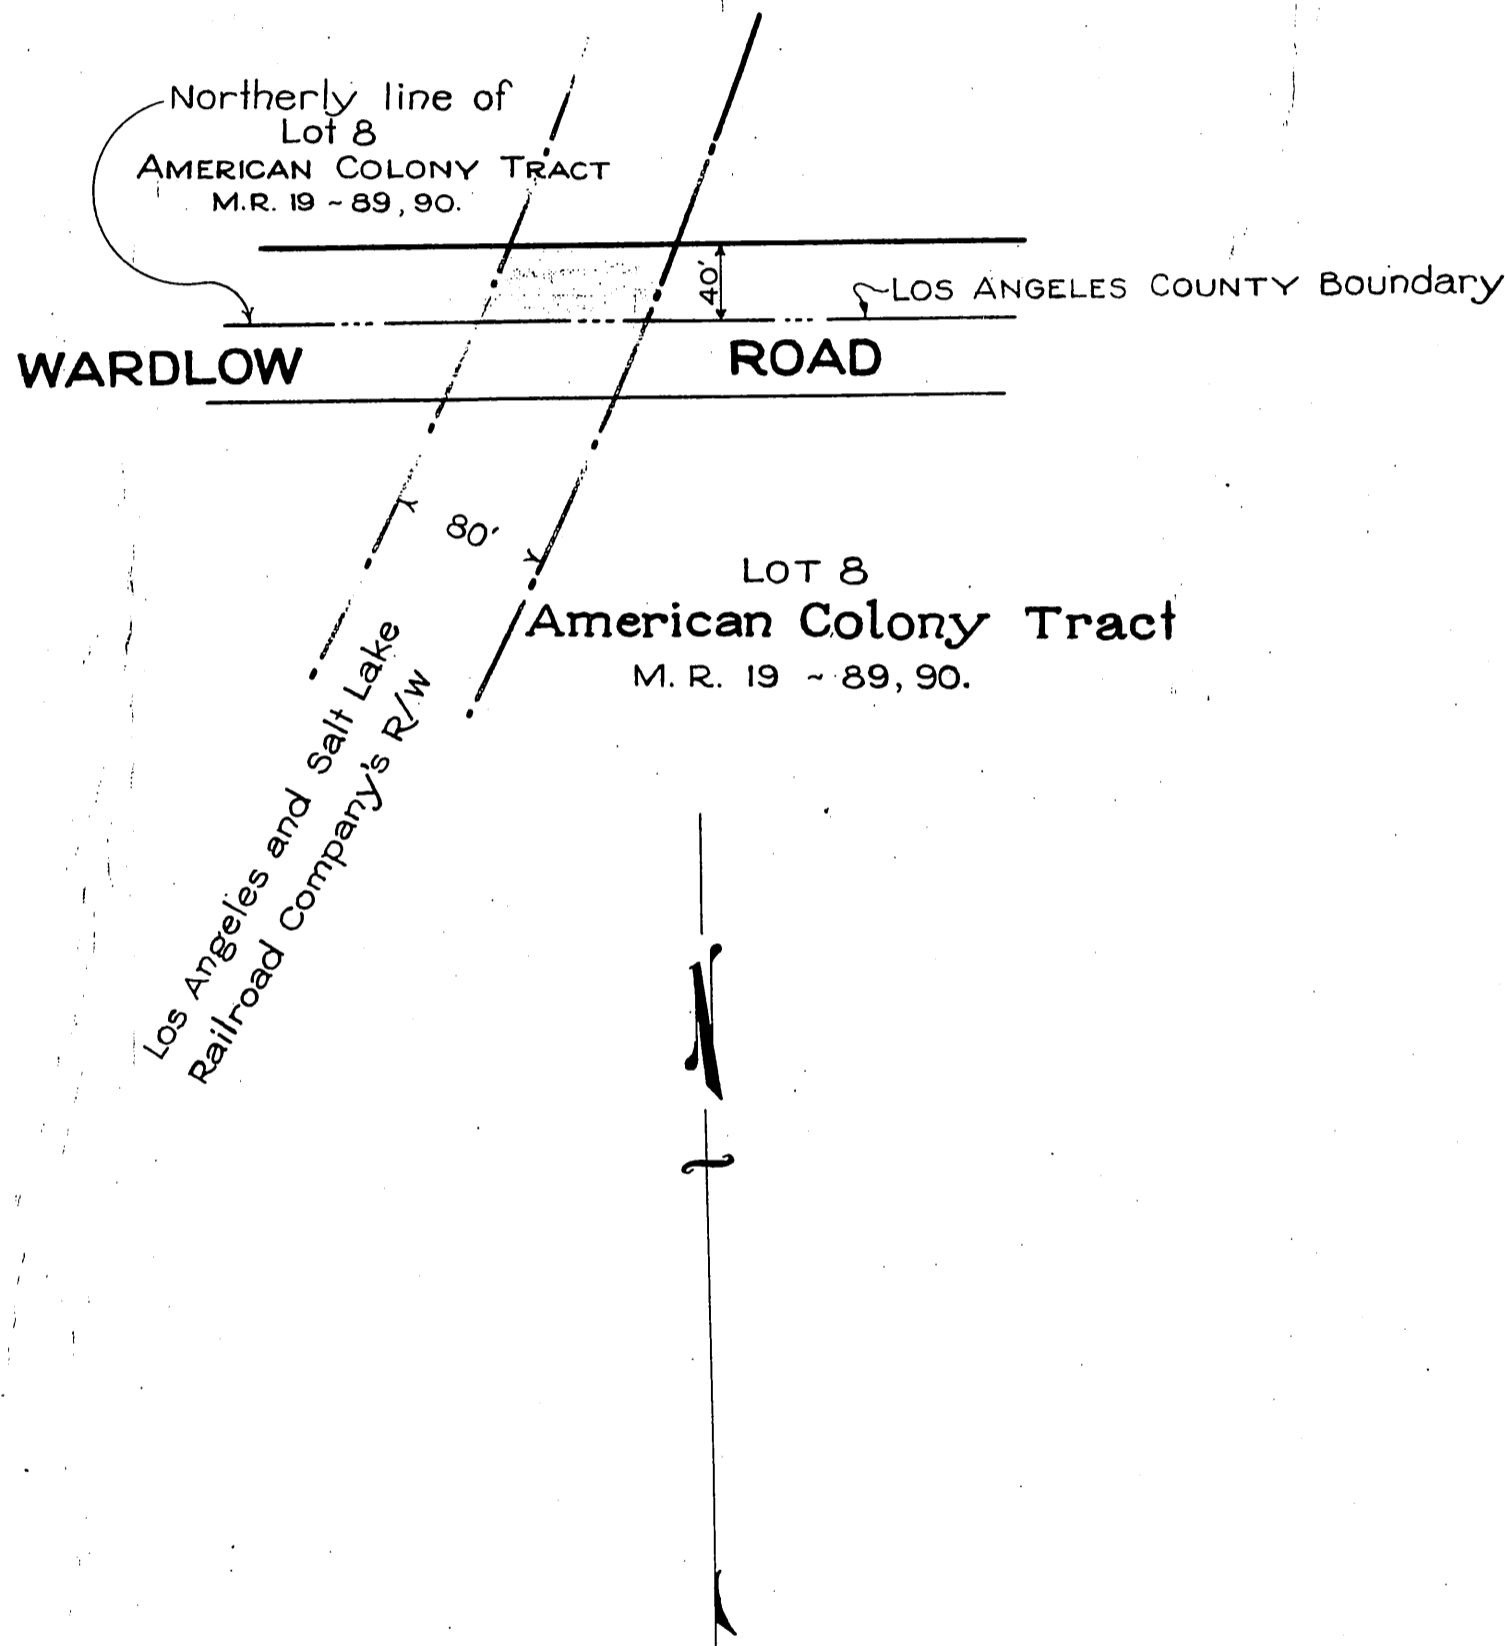 Northerly line of
Lot 8
AMERICAN COLONY TRACT
M.R. 19 ~ 89, 90.
40'
LOS ANGELES COUNTY Boundary
WARDLOW ROAD
80'
LOT 8
American Colony Tract
M. R. 19 ~ 89, 90.
Los Angeles and Salt Lake
Railroad Company's R/W
N